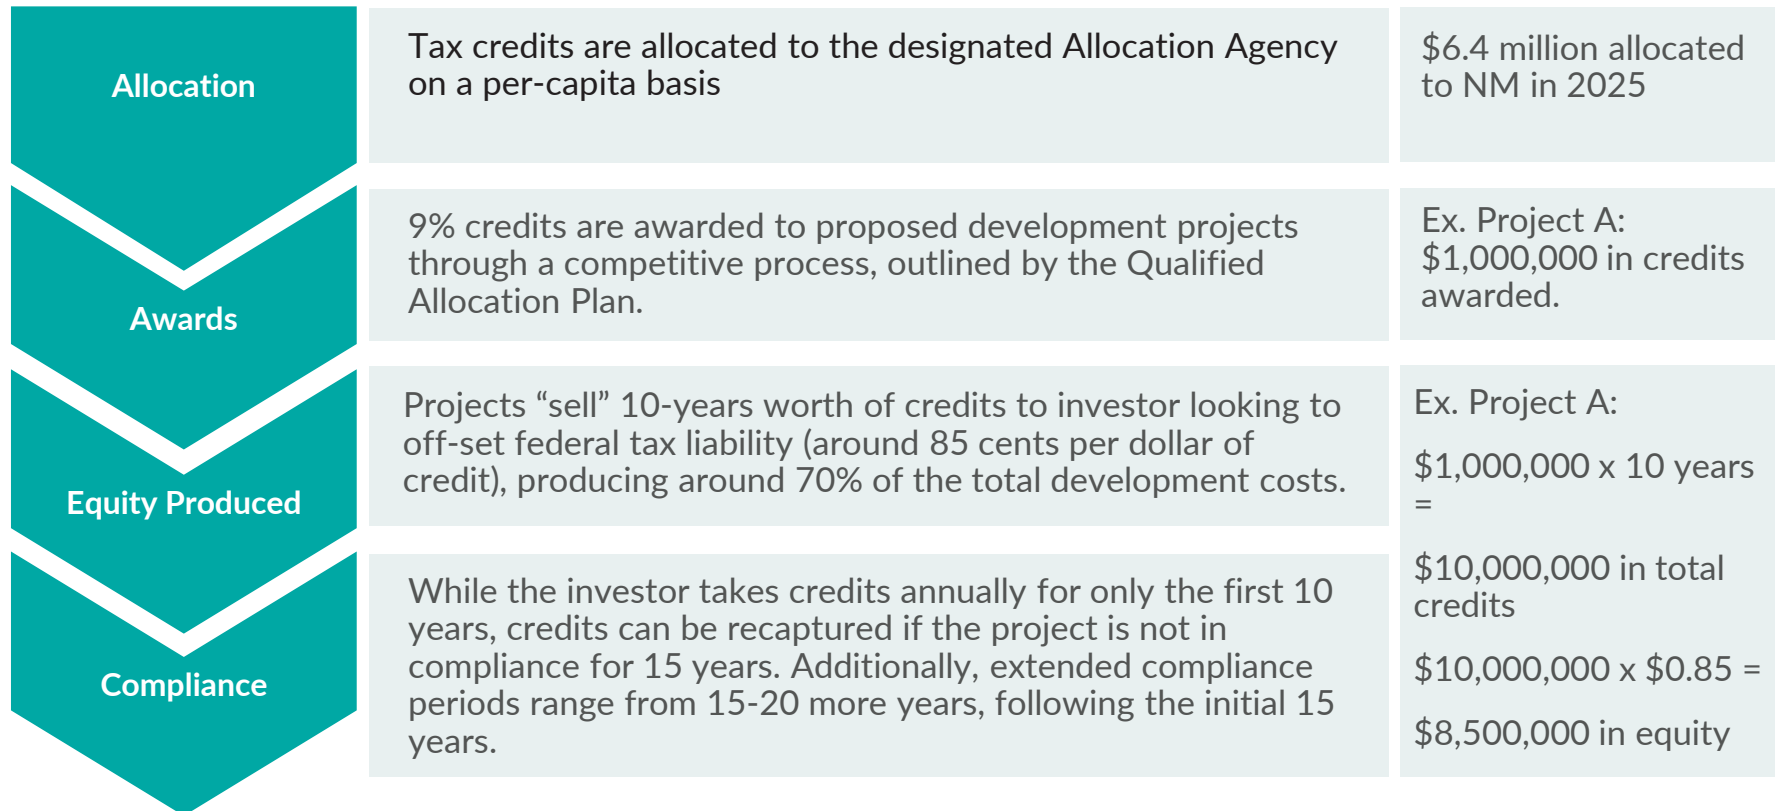 Allocation
Tax credits are allocated to the designated Allocation Agency
on a per-capita basis
$6.4 million allocated
to NM in 2025
Awards
9% credits are awarded to proposed development projects
through a competitive process, outlined by the Qualified
Allocation Plan.
Ex. Project A:
$1,000,000 in credits
awarded.
Equity Produced
Projects “sell” 10-years worth of credits to investor looking to
off-set federal tax liability (around 85 cents per dollar of
credit), producing around 70% of the total development costs.
Ex. Project A:
$1,000,000 x 10 years
=
$10,000,000 in total
credits
$10,000,000 x $0.85 =
$8,500,000 in equity
Compliance
While the investor takes credits annually for only the first 10
years, credits can be recaptured if the project is not in
compliance for 15 years. Additionally, extended compliance
periods range from 15-20 more years, following the initial 15
years.